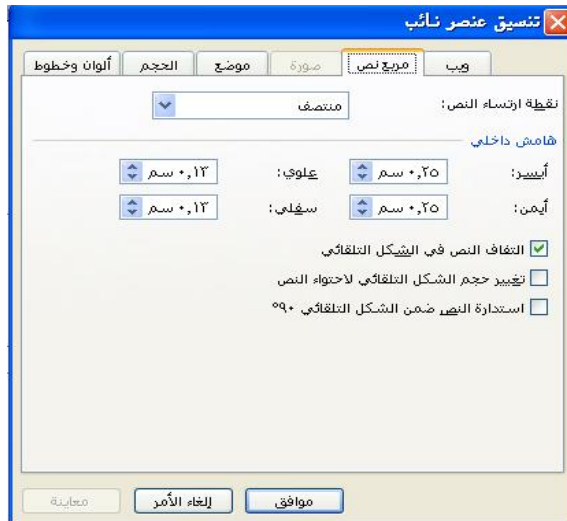 تنسيق عنصر نائب
ويب مربع نص صورة موضع الحجم ألوان وخطوط
نقطة ارتساء النص: منتصف
هامش داخلي
أيسر: ٠,٢٥ سم علوي: ٠,١٣ سم
أيمن: ٠,٢٥ سم سفلي: ٠,١٣ سم
التفاف النص في الشكل التلقائي
تغيير حجم الشكل التلقائي لاحتواء النص
استدارة النص ضمن الشكل التلقائي ٩٠°
موافق إلغاء الأمر معاينة